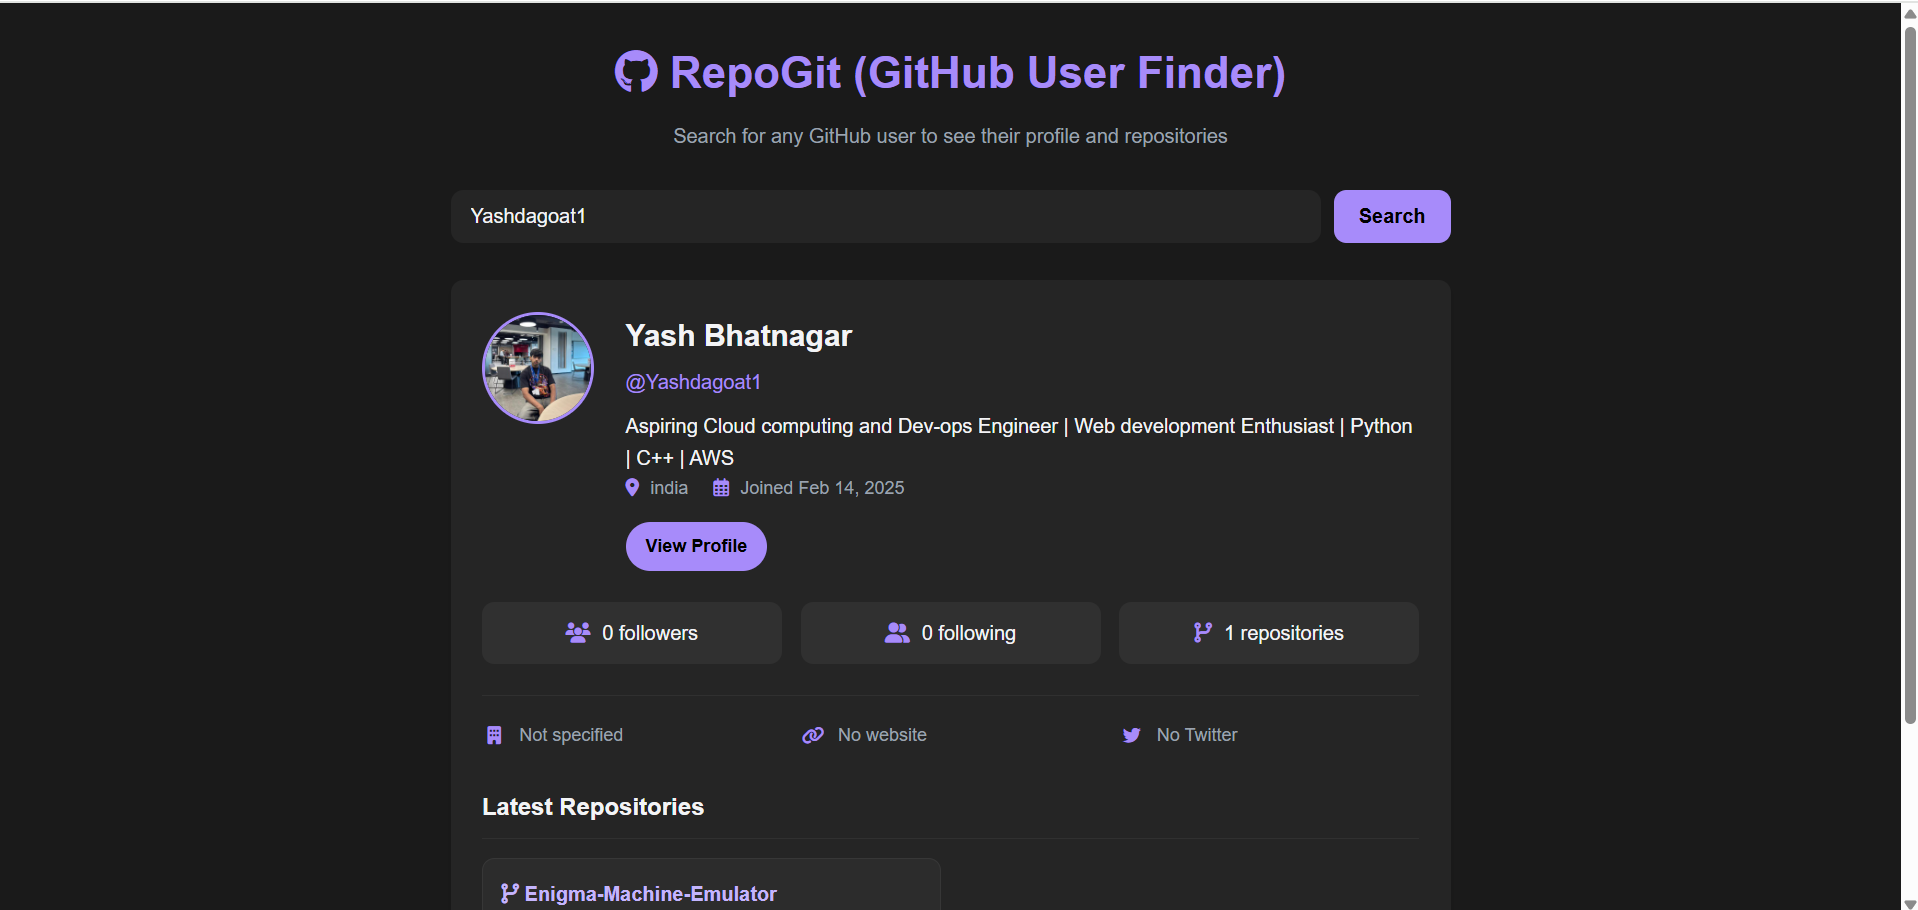 RepoGit (GitHub User Finder)
Search for any GitHub user to see their profile and repositories
Yashdagoat1
Search
Yash Bhatnagar
@Yashdagoat1
Aspiring Cloud computing and Dev-ops Engineer | Web development Enthusiast | Python
| C++ | AWS
india Joined Feb 14, 2025
View Profile
0 followers 0 following 1 repositories
Not specified No website No Twitter
Latest Repositories
Enigma-Machine-Emulator